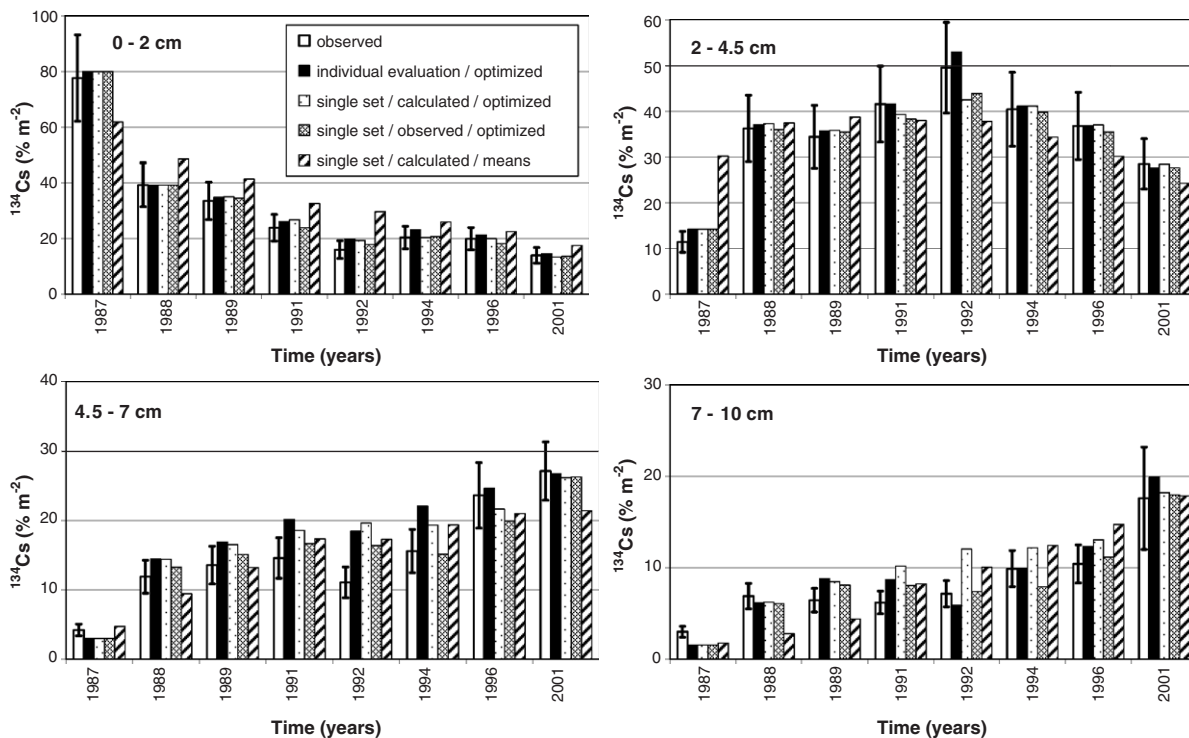 0 - 2 cm
observed
individual evaluation / optimized
single set / calculated / optimized
single set / observed / optimized
single set / calculated / means
¹³⁴Cs (% m⁻²)
100
80
60
40
20
0
1987 1988 1989 1991 1992 1994 1996 2001
Time (years)
2 - 4.5 cm
¹³⁴Cs (% m⁻²)
60
50
40
30
20
10
0
1987 1988 1989 1991 1992 1994 1996 2001
Time (years)
4.5 - 7 cm
¹³⁴Cs (% m⁻²)
40
30
20
10
0
1987 1988 1989 1991 1992 1994 1996 2001
Time (years)
7 - 10 cm
¹³⁴Cs (% m⁻²)
30
20
10
0
1987 1988 1989 1991 1992 1994 1996 2001
Time (years)